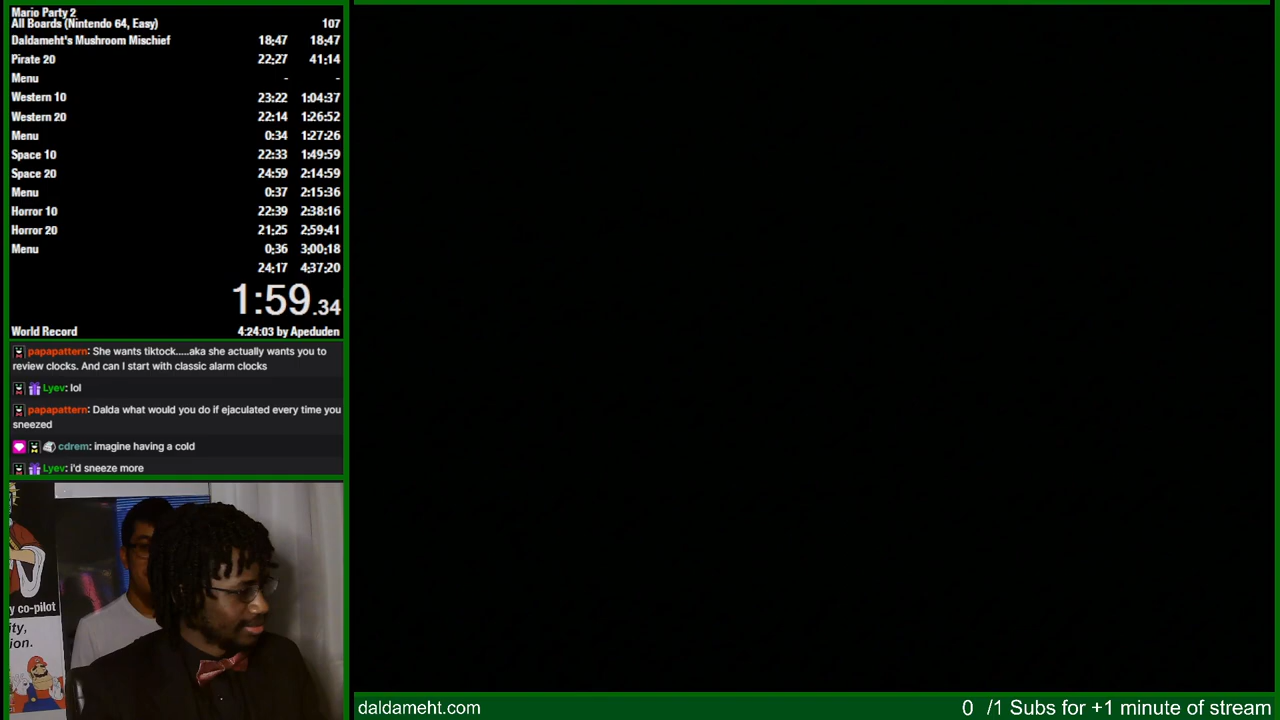 Mario Party 2
All Boards (Nintendo 64, Easy) 107
Daldameht's Mushroom Mischief 18:47 18:47
Pirate 20 22:27 41:14
Menu - -
Western 10 23:22 1:04:37
Western 20 22:14 1:26:52
Menu 0:34 1:27:26
Space 10 22:33 1:49:59
Space 20 24:59 2:14:59
Menu 0:37 2:15:36
Horror 10 22:39 2:38:16
Horror 20 21:25 2:59:41
Menu 0:36 3:00:18
24:17 4:37:20
1:59.34
World Record 4:24:03 by Apeduden
papapattern: She wants tiktock.....aka she actually wants you to
review clocks. And can I start with classic alarm clocks
Lyev: lol
papapattern: Dalda what would you do if ejaculated every time you
sneezed
cdrem: imagine having a cold
Lyev: i'd sneeze more
y co-pilot
ity,
ion.
daldameht.com 0 /1 Subs for +1 minute of stream